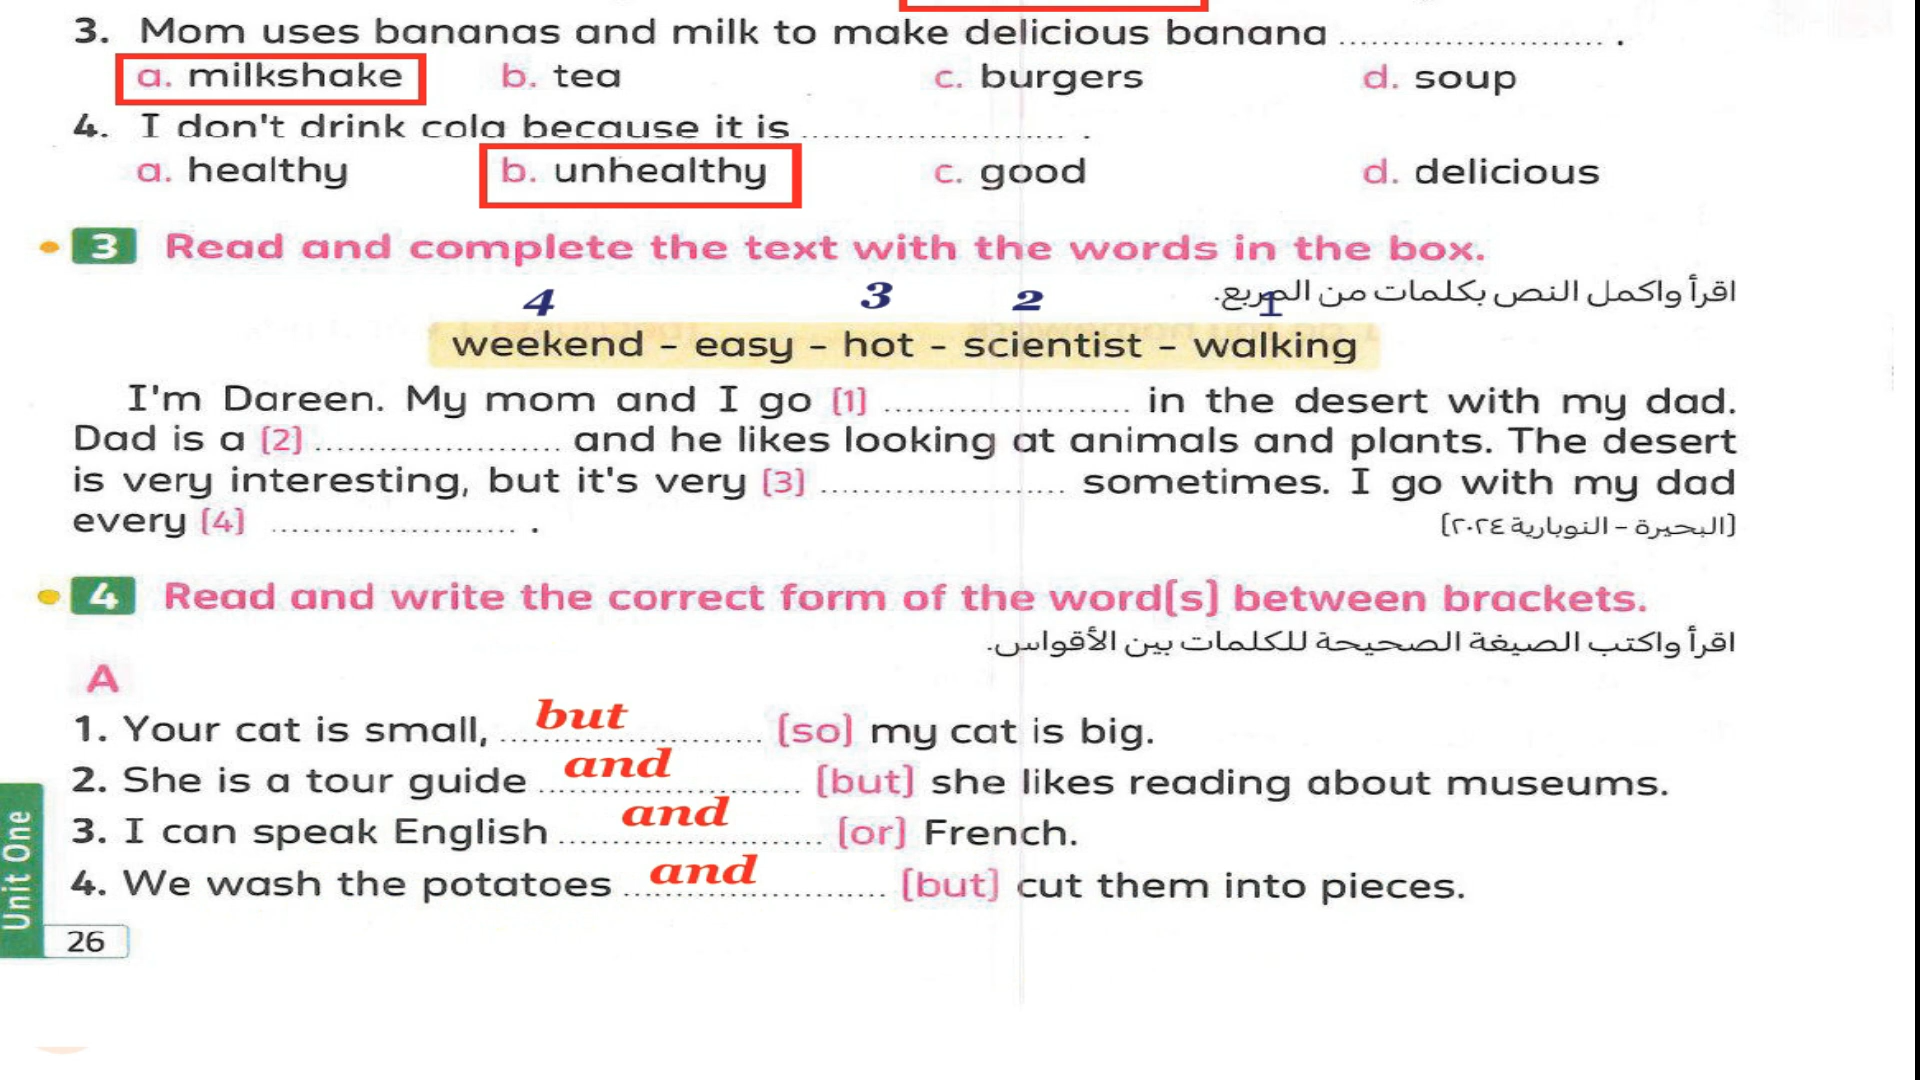 3. Mom uses bananas and milk to make delicious banana ........................ .
a. milkshake b. tea c. burgers d. soup
4. I don't drink cola because it is ........................ .
a. healthy b. unhealthy c. good d. delicious
3 Read and complete the text with the words in the box.
اقرأ واكمل النص بكلمات من المربع.
4 3 2 1
weekend - easy - hot - scientist - walking
I'm Dareen. My mom and I go [1] ........................ in the desert with my dad.
Dad is a [2] ........................ and he likes looking at animals and plants. The desert
is very interesting, but it's very [3] ........................ sometimes. I go with my dad
every [4] ........................ .
[البحيرة - النوبارية ٢٠٢٤]
4 Read and write the correct form of the word[s] between brackets.
اقرأ واكتب الصيغة الصحيحة للكلمات بين الأقواس.
A
1. Your cat is small, but [so] my cat is big.
2. She is a tour guide and [but] she likes reading about museums.
3. I can speak English and [or] French.
4. We wash the potatoes and [but] cut them into pieces.
Unit One
26